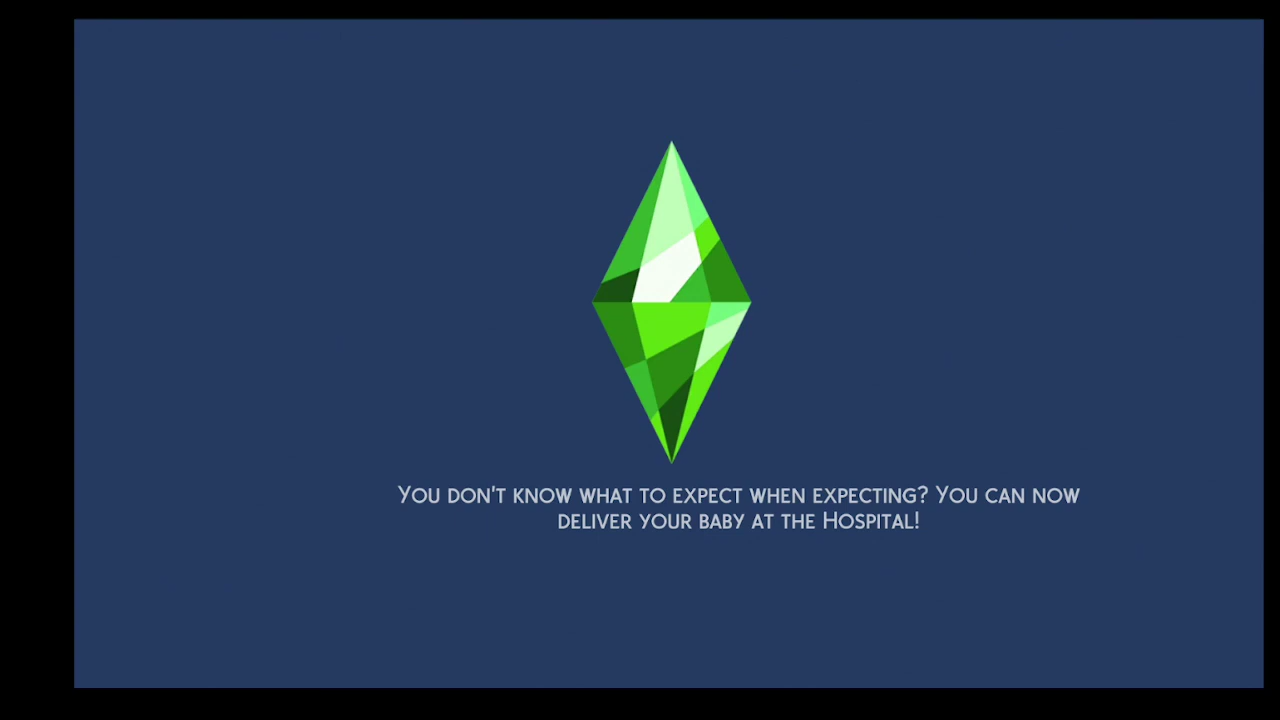 You don't know what to expect when expecting? You can now
deliver your baby at the Hospital!